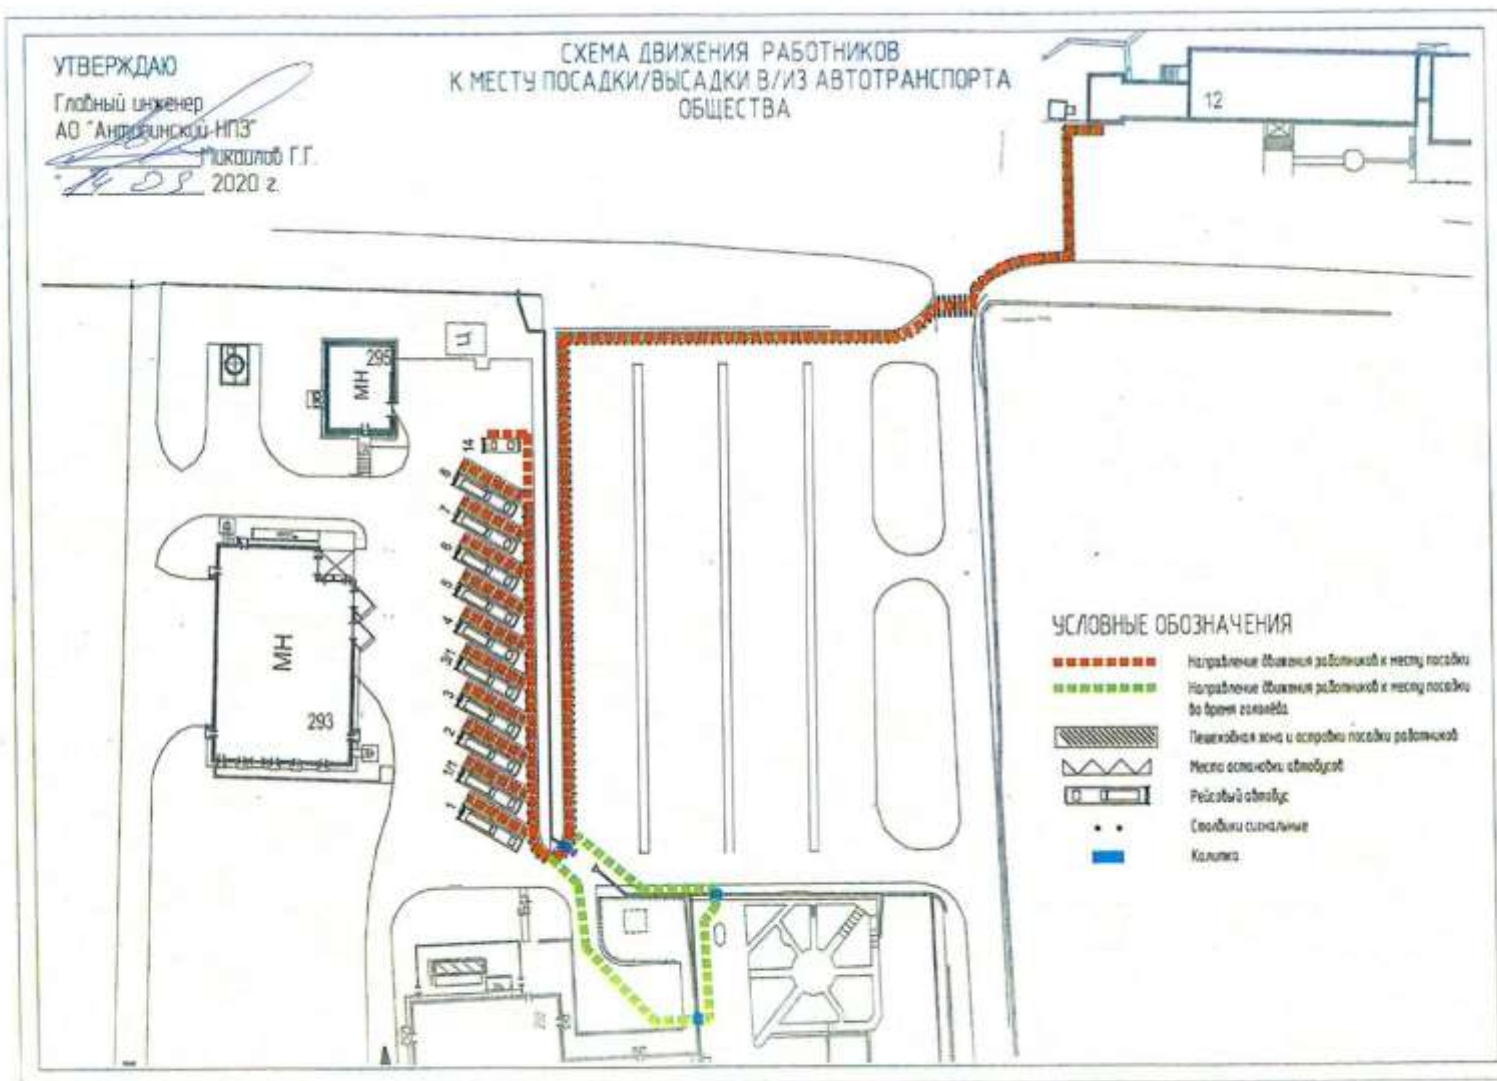 УТВЕРЖДАЮ
Главный инженер
АО "Антипинский НПЗ"
Микаилов Г.Г.
2020 г.
СХЕМА ДВИЖЕНИЯ РАБОТНИКОВ
К МЕСТУ ПОСАДКИ/ВЫСАДКИ В/ИЗ АВТОТРАНСПОРТА
ОБЩЕСТВА
12
295
МН
Ц
14
8
7
6
5
4
3/1
3
2
1/1
1
МН
293
УСЛОВНЫЕ ОБОЗНАЧЕНИЯ
Направление движения работников к месту посадки
Направление движения работников к месту посадки
во время гололёда
Пешеходная зона и островки посадки работников
Места остановки автобусов
Рейсовый автобус
Столбики сигнальные
Калитка